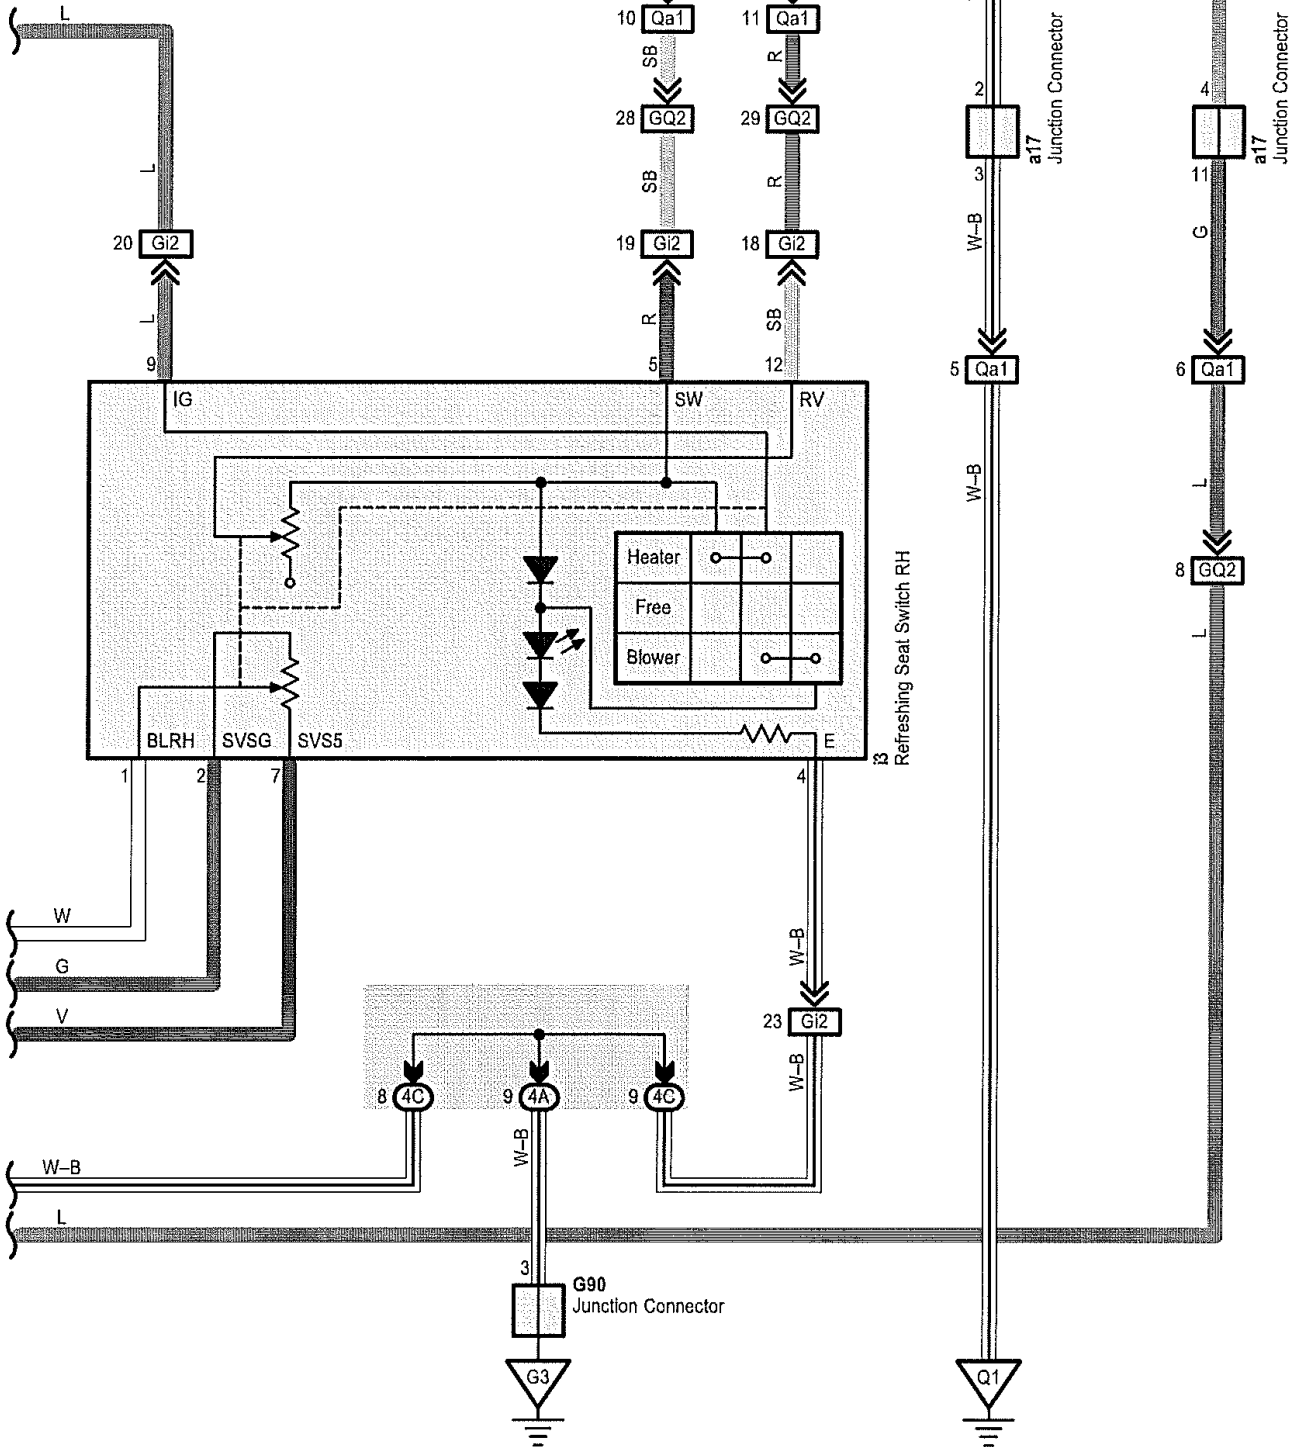 L
10 Qa1
11 Qa1
SB
R
2
4
a17
Junction Connector
a17
Junction Connector
28 GQ2
29 GQ2
L
SB
R
3
11
W–B
G
20 Gi2
19 Gi2
18 Gi2
L
R
SB
9
5
12
5 Qa1
6 Qa1
IG
SW
RV
W–B
L
Heater
Free
Blower
8 GQ2
L
BLRH
SVSG
SVS5
E
i3
Refreshing Seat Switch RH
1
2
7
4
W
G
V
W–B
23 Gi2
W–B
8 4C
9 4A
9 4C
W–B
W–B
L
3
G90
Junction Connector
G3
Q1